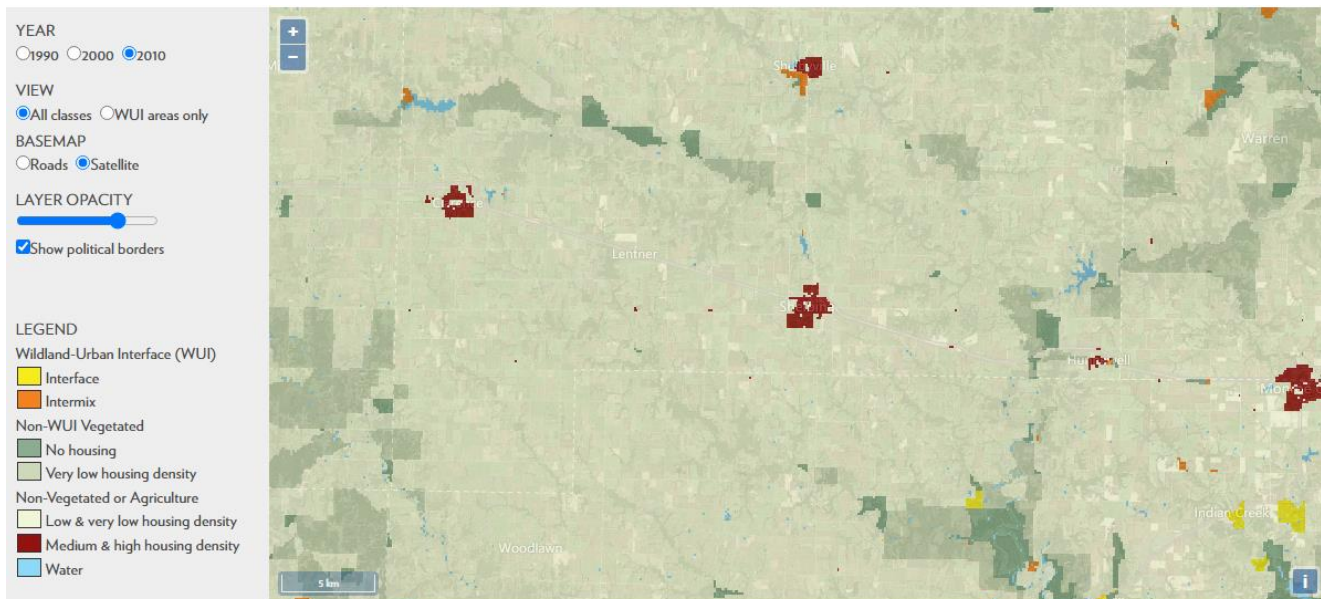 YEAR
1990 2000 2010
VIEW
All classes WUI areas only
BASEMAP
Roads Satellite
LAYER OPACITY
Show political borders
LEGEND
Wildland-Urban Interface (WUI)
Interface
Intermix
Non-WUI Vegetated
No housing
Very low housing density
Non-Vegetated or Agriculture
Low & very low housing density
Medium & high housing density
Water
+
−
Warren
Lentner
Indian Creek
Woodlawn
5 km
i